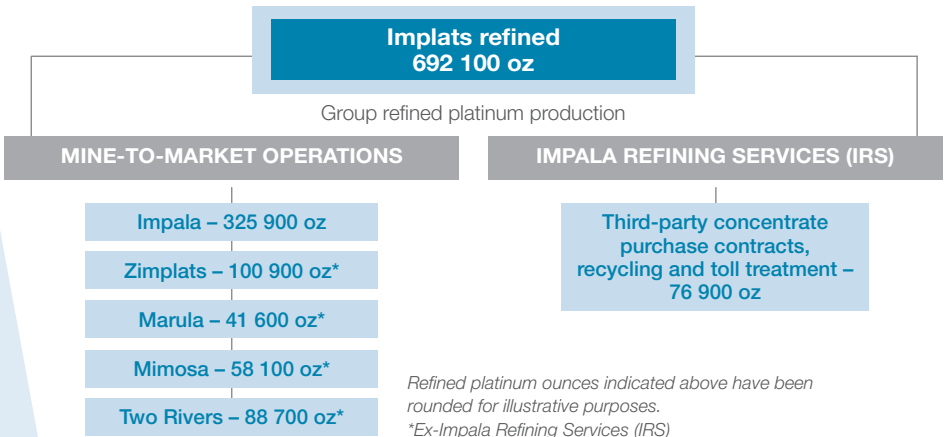 Implats refined
692 100 oz
Group refined platinum production
MINE-TO-MARKET OPERATIONS
Impala – 325 900 oz
Zimplats – 100 900 oz*
Marula – 41 600 oz*
Mimosa – 58 100 oz*
Two Rivers – 88 700 oz*
IMPALA REFINING SERVICES (IRS)
Third-party concentrate
purchase contracts,
recycling and toll treatment –
76 900 oz
Refined platinum ounces indicated above have been
rounded for illustrative purposes.
*Ex-Impala Refining Services (IRS)